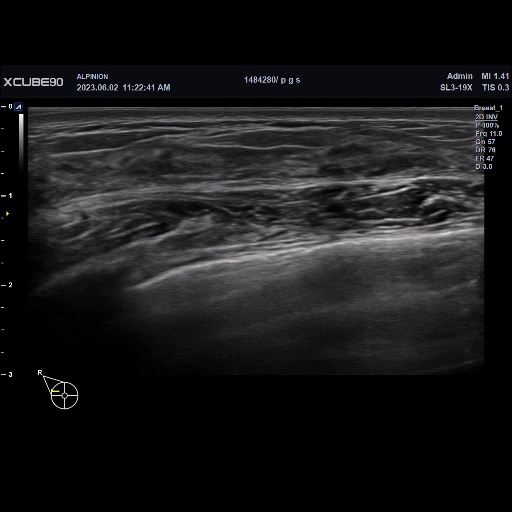 XCUBE90
ALPINION
2023.06.02 11:22:41 AM
1484280/ p g s
Admin MI 1.41
SL3-19X TIS 0.3
Breast_1
2D INV
P 100%
Frq 11.0
Gn 57
DR 76
FR 47
D 3.0
0
1
2
3
R